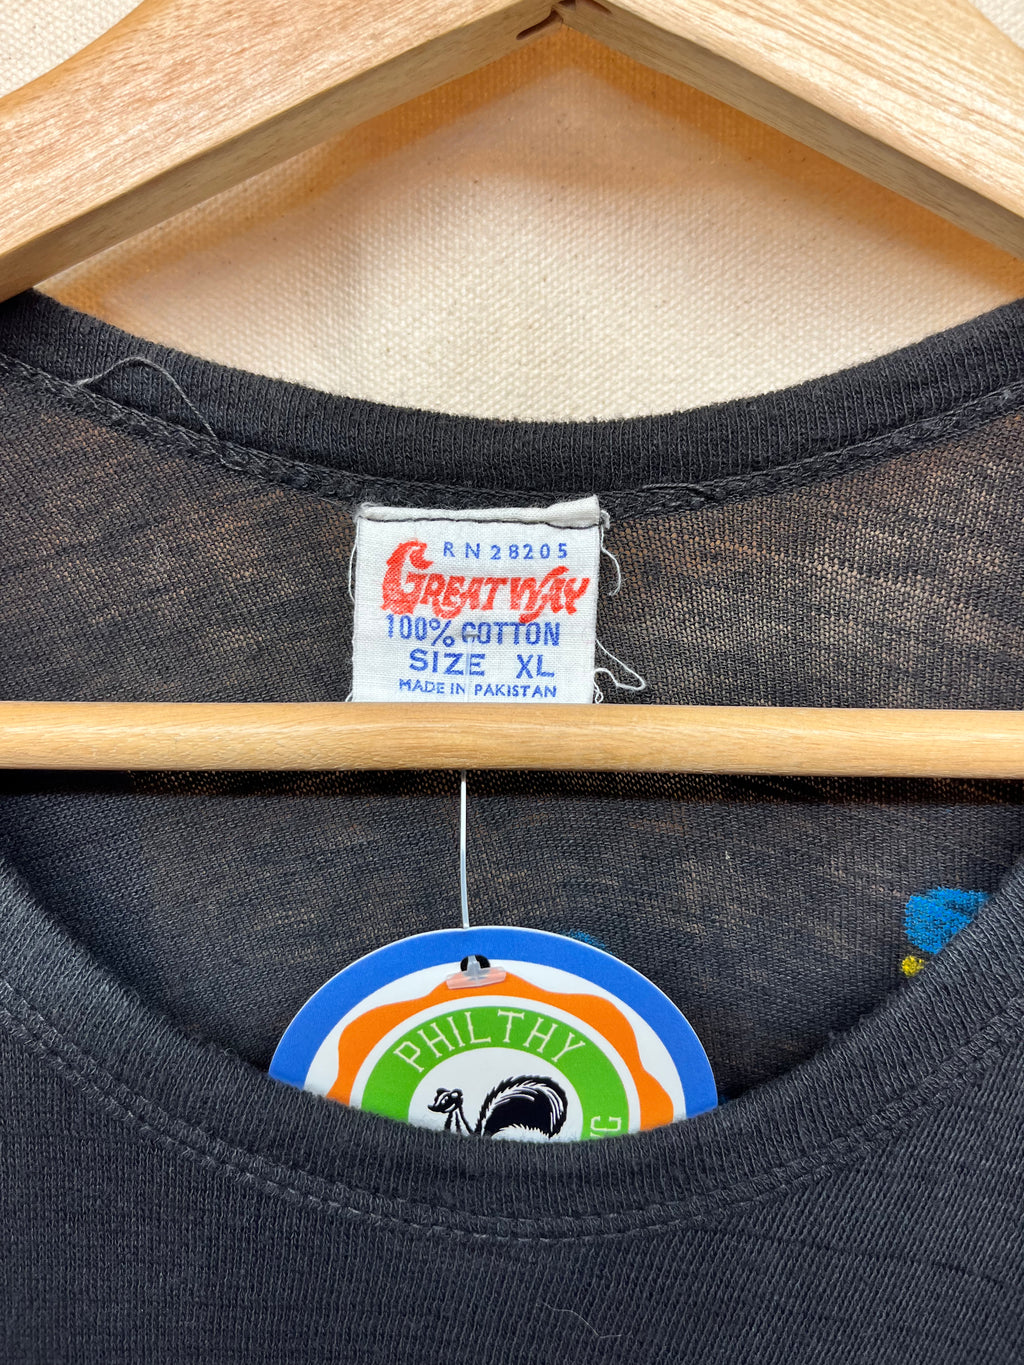 RN 28205
GREATWAY
100% COTTON
SIZE XL
MADE IN PAKISTAN
PHILTHY